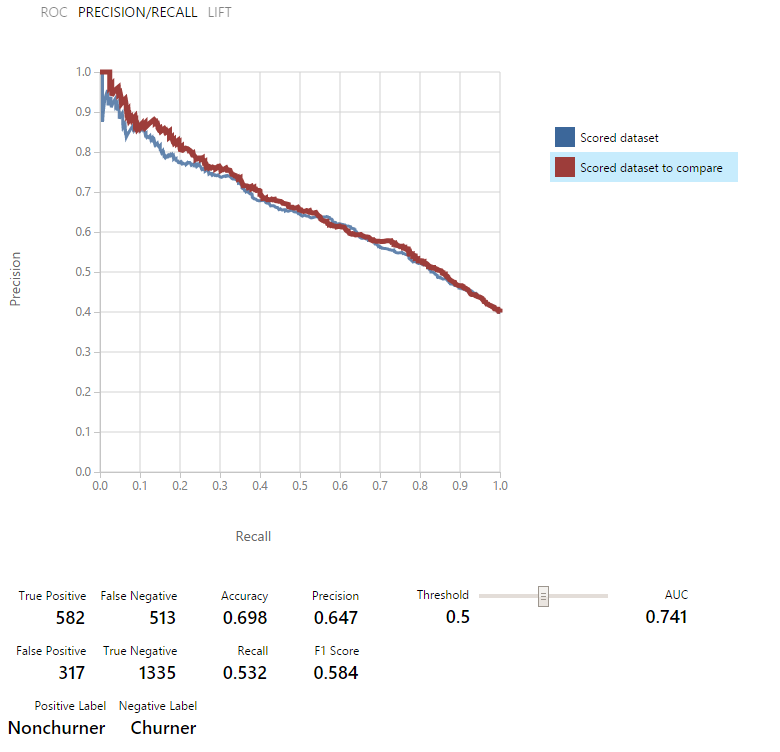 ROC PRECISION/RECALL LIFT
1.0
0.9
0.8
0.7
0.6
0.5
0.4
0.3
0.2
0.1
0.0
Precision
0.0 0.1 0.2 0.3 0.4 0.5 0.6 0.7 0.8 0.9 1.0
Recall
Scored dataset
Scored dataset to compare
True Positive False Negative Accuracy Precision Threshold AUC
582 513 0.698 0.647 0.5 0.741
False Positive True Negative Recall F1 Score
317 1335 0.532 0.584
Positive Label Negative Label
Nonchurner Churner